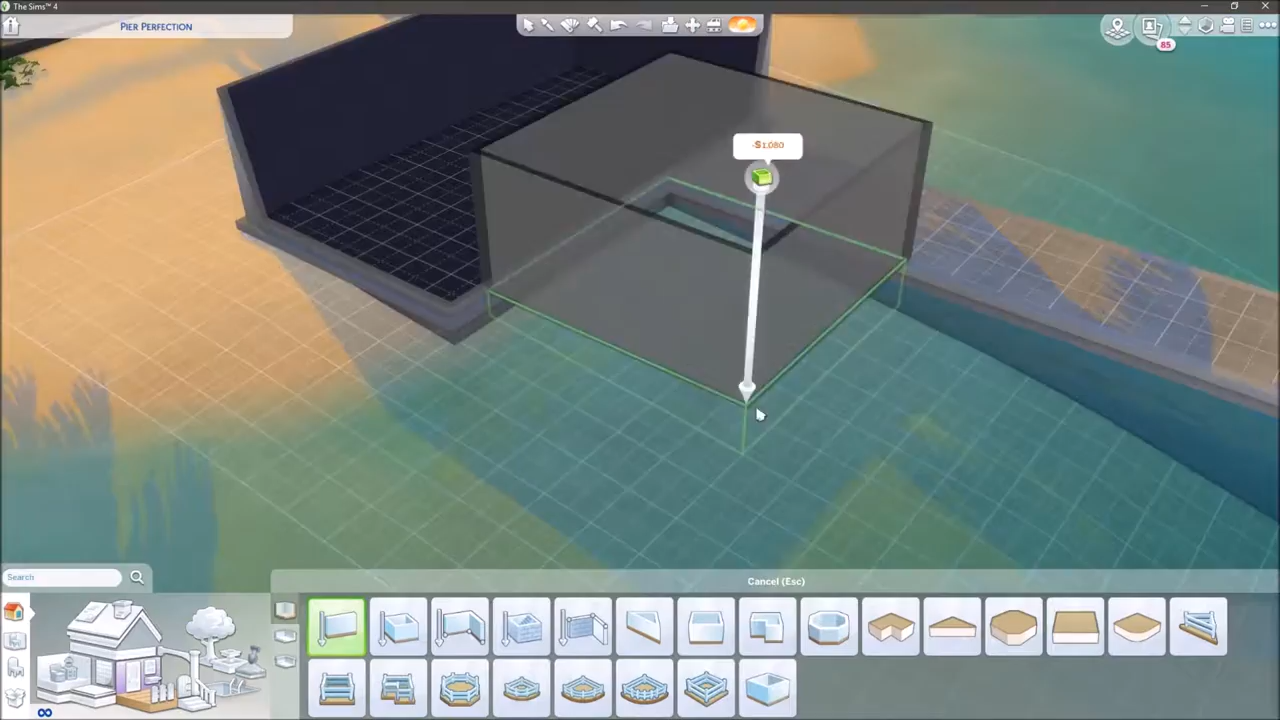 The Sims™ 4
PIER PERFECTION
85
-§1,080
Cancel (Esc)
Search